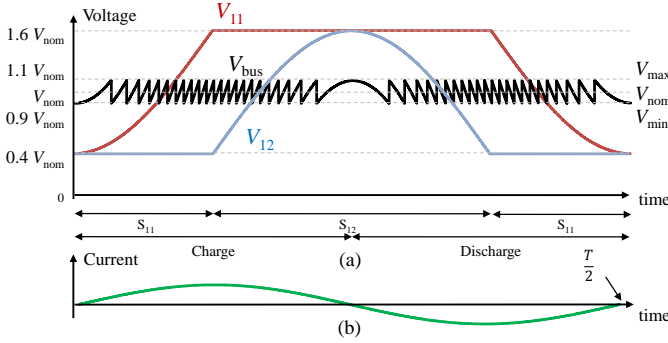 Voltage
V11
1.6 Vnom
1.1 Vnom
Vbus
Vmax
Vnom
Vnom
0.9 Vnom
Vmin
V12
0.4 Vnom
0
time
S11
S12
S11
Charge
(a)
Discharge
Current
T/2
time
(b)